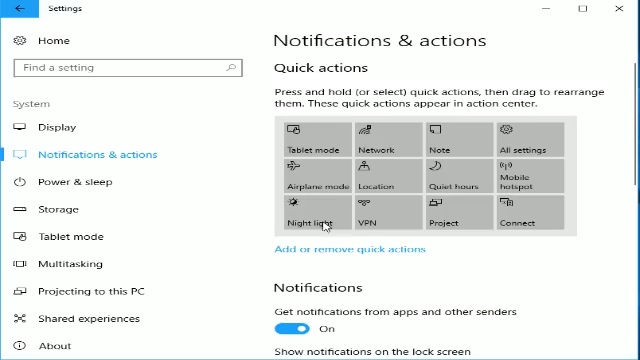 Settings
Home
Find a setting
System
Display
Notifications & actions
Power & sleep
Storage
Tablet mode
Multitasking
Projecting to this PC
Shared experiences
About
Notifications & actions
Quick actions
Press and hold (or select) quick actions, then drag to rearrange
them. These quick actions appear in action center.
Tablet mode
Network
Note
All settings
Airplane mode
Location
Quiet hours
Mobile
hotspot
Night light
VPN
Project
Connect
Add or remove quick actions
Notifications
Get notifications from apps and other senders
On
Show notifications on the lock screen